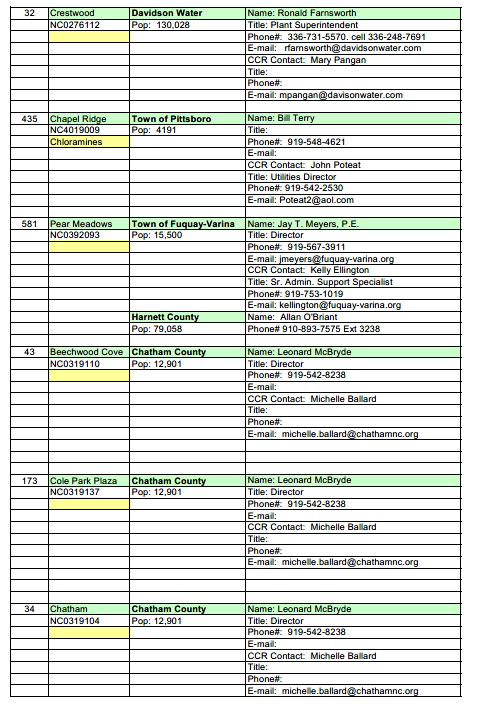 32 Crestwood Davidson Water Name: Ronald Farnsworth
NC0276112 Pop: 130,028 Title: Plant Superintendent
Phone#: 336-731-5570. cell 336-248-7691
E-mail: rfarnsworth@davidsonwater.com
CCR Contact: Mary Pangan
Title:
Phone#:
E-mail: mpangan@davisonwater.com
435 Chapel Ridge Town of Pittsboro Name: Bill Terry
NC4019009 Pop: 4191 Title:
Chloramines Phone#: 919-548-4621
E-mail:
CCR Contact: John Poteat
Title: Utilities Director
Phone#: 919-542-2530
E-mail: Poteat2@aol.com
581 Pear Meadows Town of Fuquay-Varina Name: Jay T. Meyers, P.E.
NC0392093 Pop: 15,500 Title: Director
Phone#: 919-567-3911
E-mail: jmeyers@fuquay-varina.org
CCR Contact: Kelly Ellington
Title: Sr. Admin. Support Specialist
Phone#: 919-753-1019
E-mail: kellington@fuquay-varina.org
Harnett County Name: Allan O'Briant
Pop: 79,058 Phone# 910-893-7575 Ext 3238
43 Beechwood Cove Chatham County Name: Leonard McBryde
NC0319110 Pop: 12,901 Title: Director
Phone#: 919-542-8238
E-mail:
CCR Contact: Michelle Ballard
Title:
Phone#:
E-mail: michelle.ballard@chathamnc.org
173 Cole Park Plaza Chatham County Name: Leonard McBryde
NC0319137 Pop: 12,901 Title: Director
Phone#: 919-542-8238
E-mail:
CCR Contact: Michelle Ballard
Title:
Phone#:
E-mail: michelle.ballard@chathamnc.org
34 Chatham Chatham County Name: Leonard McBryde
NC0319104 Pop: 12,901 Title: Director
Phone#: 919-542-8238
E-mail:
CCR Contact: Michelle Ballard
Title:
Phone#:
E-mail: michelle.ballard@chathamnc.org